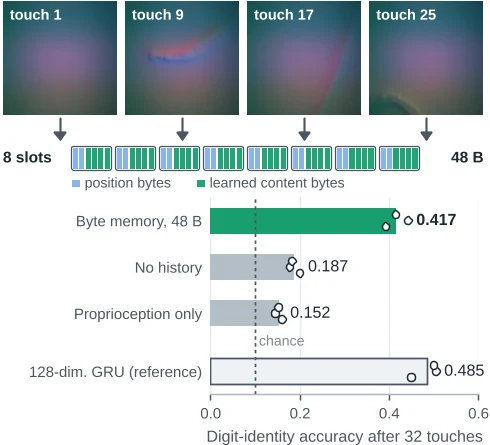 touch 1
touch 9
touch 17
touch 25
8 slots
48 B
position bytes
learned content bytes
Byte memory, 48 B
0.417
No history
0.187
Proprioception only
0.152
chance
128-dim. GRU (reference)
0.485
0.0 0.2 0.4 0.6
Digit-identity accuracy after 32 touches